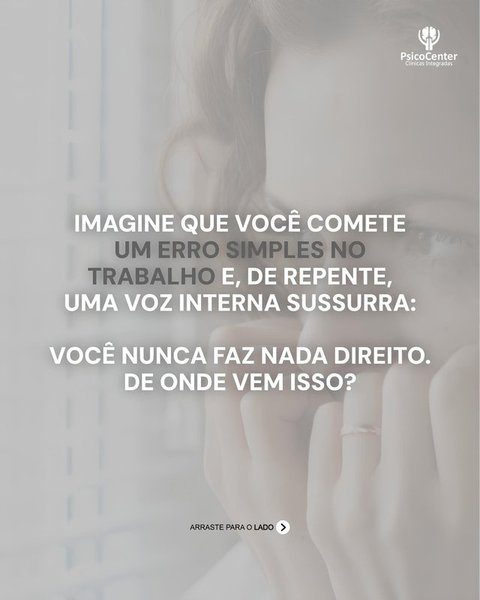 PsicoCenter
Clínicas Integradas
IMAGINE QUE VOCÊ COMETE
UM ERRO SIMPLES NO
TRABALHO E, DE REPENTE,
UMA VOZ INTERNA SUSSURRA:
VOCÊ NUNCA FAZ NADA DIREITO.
DE ONDE VEM ISSO?
ARRASTE PARA O LADO